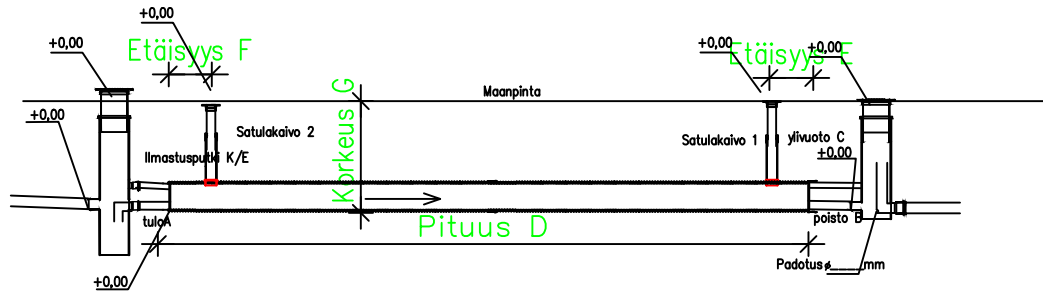 +0,00
+0,00
Etäisyys F
+0,00
Etäisyys E
+0,00
Maanpinta
Korkeus G
+0,00
Satulakaivo 2
Satulakaivo 1
ylivuoto C
Ilmastusputki K/E
+0,00
tuloA
poisto B
Pituus D
Padotus ø____mm
+0,00